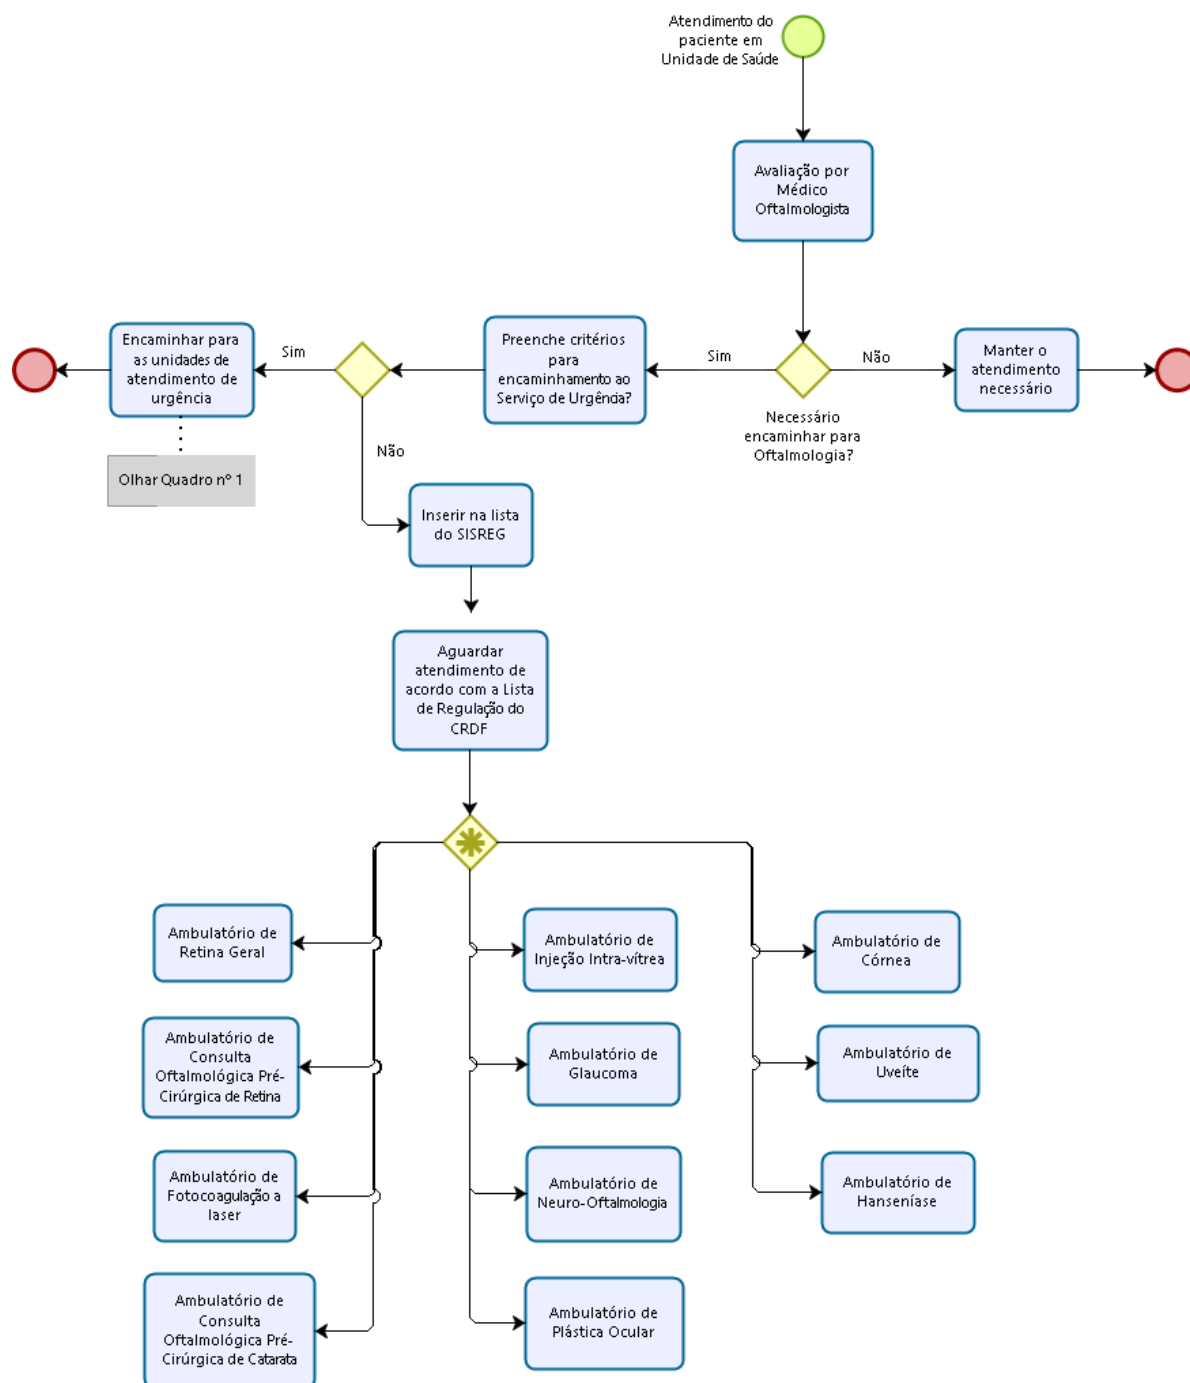 Atendimento do
paciente em
Unidade de Saúde
Avaliação por
Médico
Oftalmologista
Encaminhar para
as unidades de
atendimento de
urgência
Sim
Preenche critérios
para
encaminhamento ao
Serviço de Urgência?
Sim
Não
Manter o
atendimento
necessário
Necessário
encaminhar para
Oftalmologia?
Olhar Quadro nº 1
Não
Inserir na lista
do SISREG
Aguardar
atendimento de
acordo com a Lista
de Regulação do
CRDF
Ambulatório de
Retina Geral
Ambulatório de
Injeção Intra-vítrea
Ambulatório de
Córnea
Ambulatório de
Consulta
Oftalmológica Pré-
Cirúrgica de Retina
Ambulatório de
Glaucoma
Ambulatório de
Uveíte
Ambulatório de
Fotocoagulação a
laser
Ambulatório de
Neuro-Oftalmologia
Ambulatório de
Hanseníase
Ambulatório de
Consulta
Oftalmológica Pré-
Cirúrgica de Catarata
Ambulatório de
Plástica Ocular